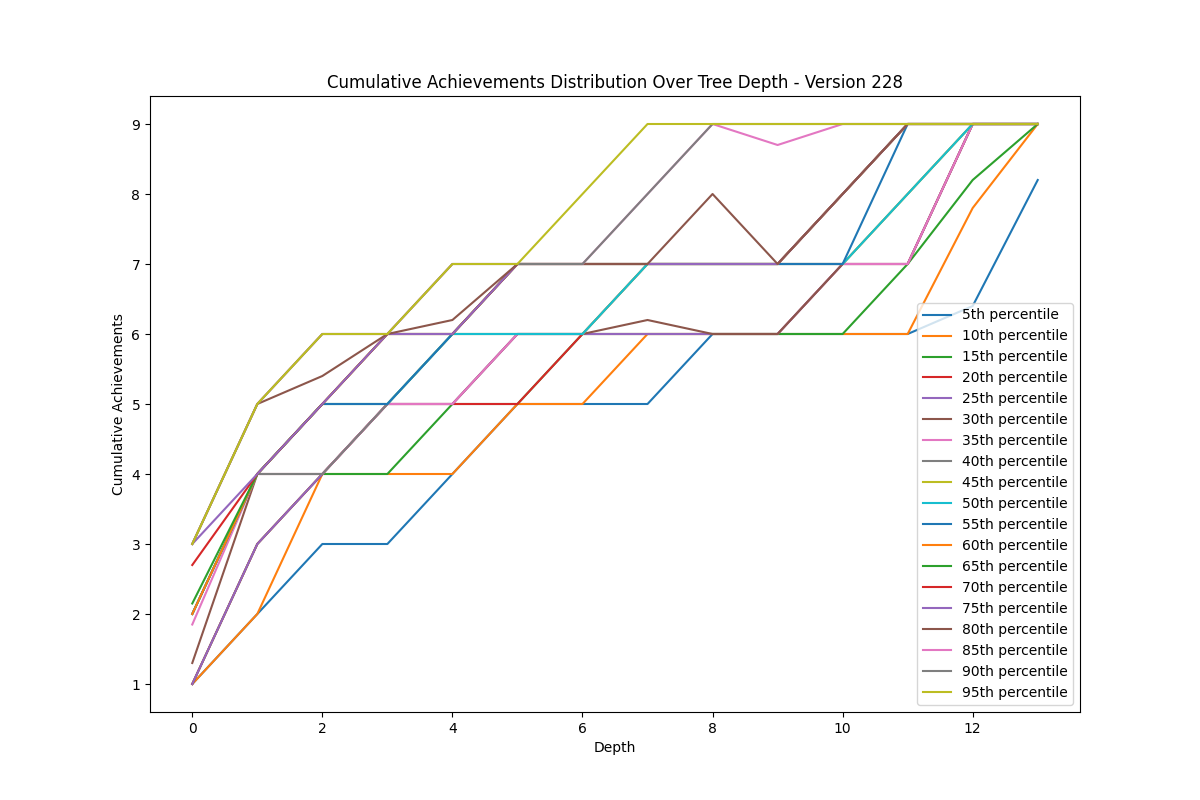 Cumulative Achievements Distribution Over Tree Depth - Version 228
Cumulative Achievements
9
8
7
6
5
4
3
2
1
0
2
4
6
8
10
12
Depth
5th percentile
10th percentile
15th percentile
20th percentile
25th percentile
30th percentile
35th percentile
40th percentile
45th percentile
50th percentile
55th percentile
60th percentile
65th percentile
70th percentile
75th percentile
80th percentile
85th percentile
90th percentile
95th percentile